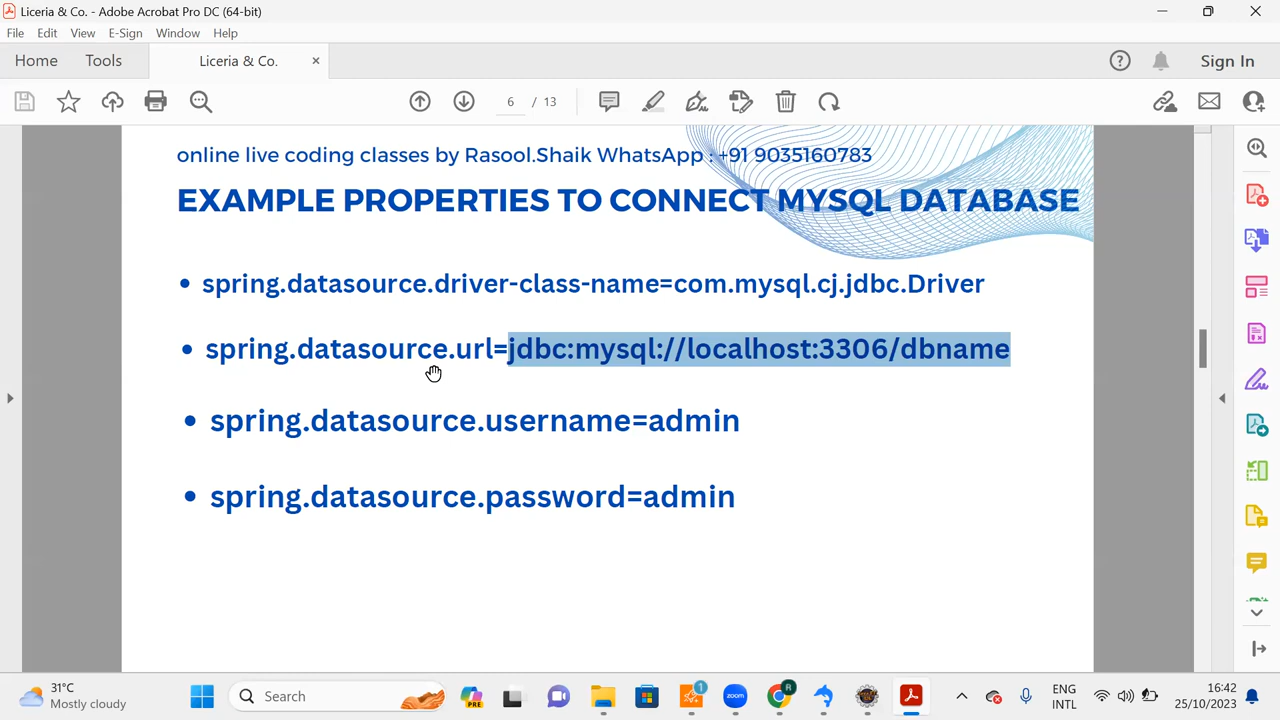 Liceria & Co. - Adobe Acrobat Pro DC (64-bit)
File Edit View E-Sign Window Help
Home Tools Liceria & Co. × Sign In
6 / 13
online live coding classes by Rasool.Shaik WhatsApp : +91 9035160783
EXAMPLE PROPERTIES TO CONNECT MYSQL DATABASE
• spring.datasource.driver-class-name=com.mysql.cj.jdbc.Driver
• spring.datasource.url=jdbc:mysql://localhost:3306/dbname
• spring.datasource.username=admin
• spring.datasource.password=admin
31°C
Mostly cloudy
Search
PRE
1
zoom
R
ENG
INTL
16:42
25/10/2023